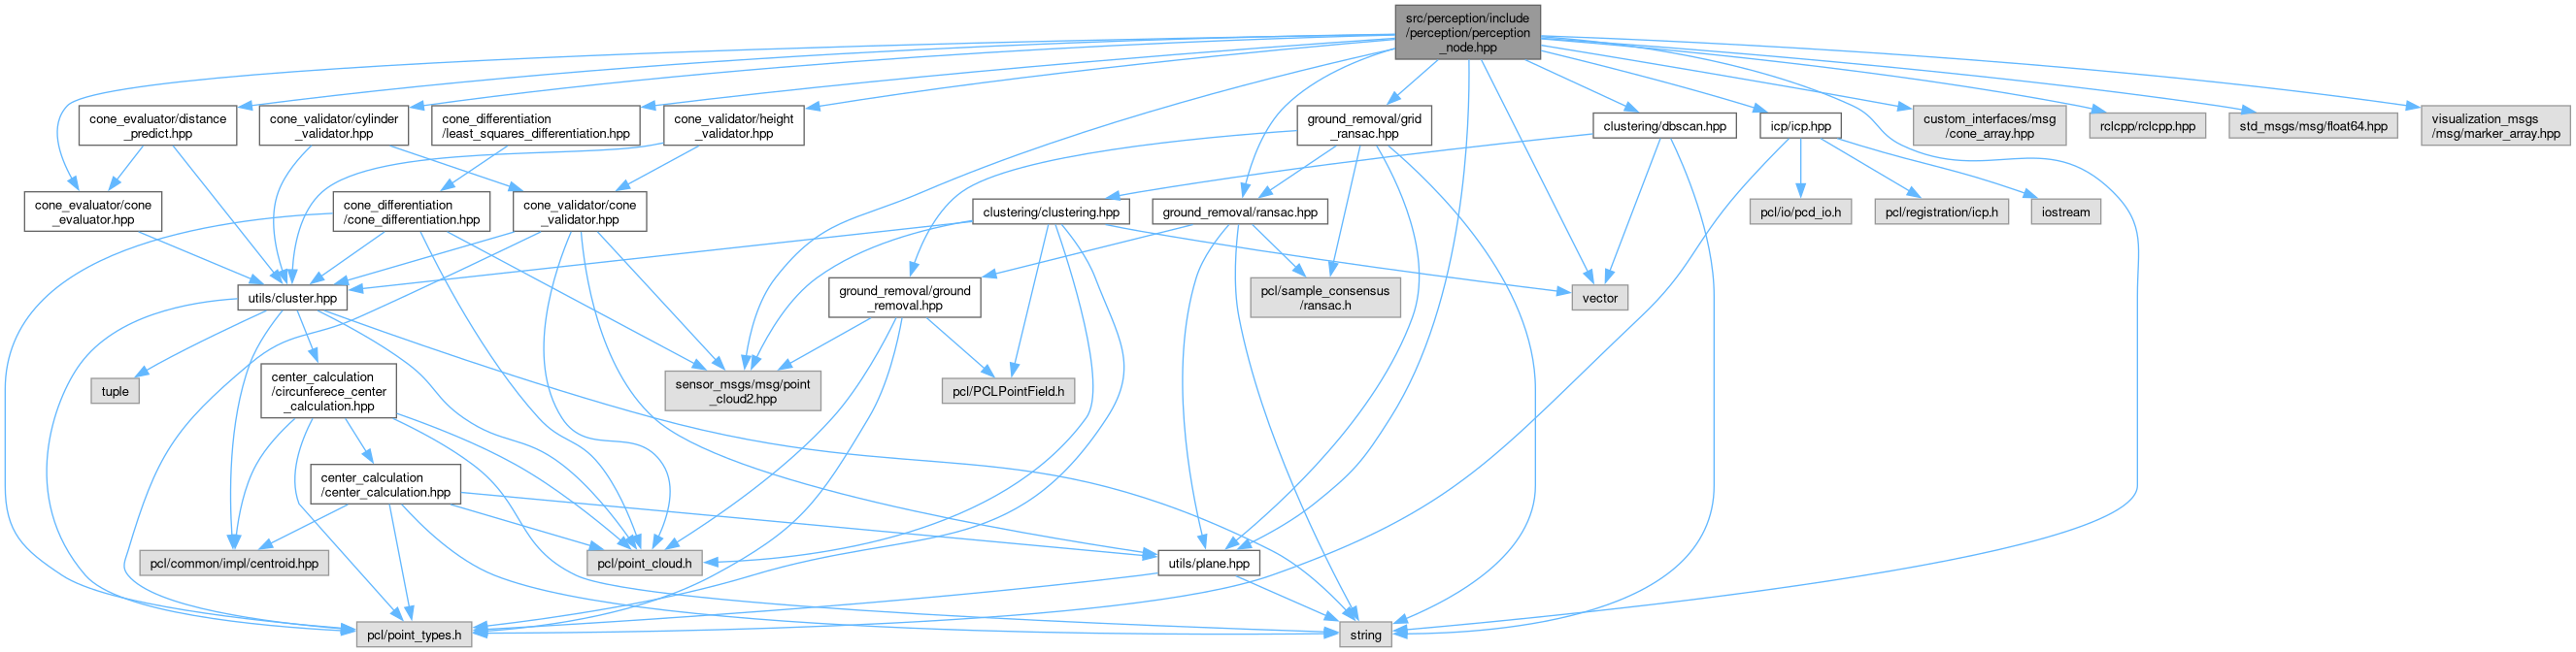 src/perception/include
/perception/perception
_node.hpp
cone_evaluator/distance
_predict.hpp
cone_validator/cylinder
_validator.hpp
cone_differentiation
/least_squares_differentiation.hpp
cone_validator/height
_validator.hpp
ground_removal/grid
_ransac.hpp
clustering/dbscan.hpp
icp/icp.hpp
custom_interfaces/msg
/cone_array.hpp
rclcpp/rclcpp.hpp
std_msgs/msg/float64.hpp
visualization_msgs
/msg/marker_array.hpp
cone_evaluator/cone
_evaluator.hpp
cone_differentiation
/cone_differentiation.hpp
cone_validator/cone
_validator.hpp
clustering/clustering.hpp
ground_removal/ransac.hpp
pcl/io/pcd_io.h
pcl/registration/icp.h
iostream
utils/cluster.hpp
ground_removal/ground
_removal.hpp
pcl/sample_consensus
/ransac.h
vector
tuple
center_calculation
/circunferece_center
_calculation.hpp
sensor_msgs/msg/point
_cloud2.hpp
pcl/PCLPointField.h
center_calculation
/center_calculation.hpp
pcl/common/impl/centroid.hpp
pcl/point_cloud.h
utils/plane.hpp
pcl/point_types.h
string